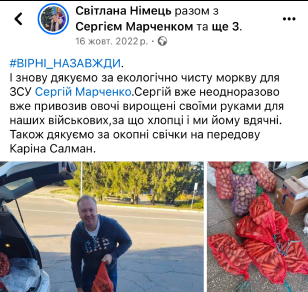 Світлана Німець разом з
Сергієм Марченком та ще 3.
16 жовт. 2022 р. ·
#ВІРНІ_НАЗАВЖДИ.
І знову дякуємо за екологічно чисту моркву для
ЗСУ Сергій Марченко.Сергій вже неодноразово
вже привозив овочі вирощені своїми руками для
наших військових,за що хлопці і ми йому вдячні.
Також дякуємо за окопні свічки на передову
Каріна Салман.